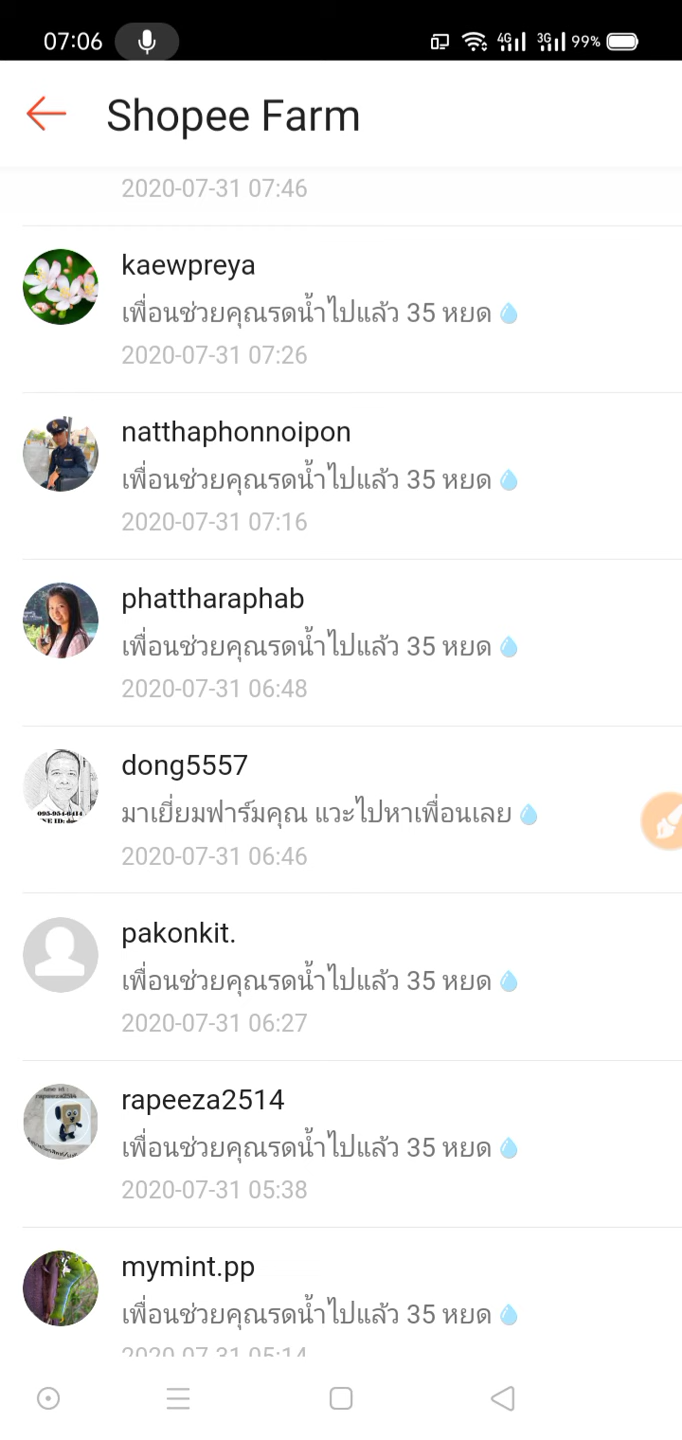 07:06
4G 3G 99%
Shopee Farm
2020-07-31 07:46
kaewpreya
เพื่อนช่วยคุณรดน้ำไปแล้ว 35 หยด
2020-07-31 07:26
natthaphonnoipon
เพื่อนช่วยคุณรดน้ำไปแล้ว 35 หยด
2020-07-31 07:16
phattharaphab
เพื่อนช่วยคุณรดน้ำไปแล้ว 35 หยด
2020-07-31 06:48
dong5557
มาเยี่ยมฟาร์มคุณ แวะไปหาเพื่อนเลย
2020-07-31 06:46
pakonkit.
เพื่อนช่วยคุณรดน้ำไปแล้ว 35 หยด
2020-07-31 06:27
rapeeza2514
เพื่อนช่วยคุณรดน้ำไปแล้ว 35 หยด
2020-07-31 05:38
mymint.pp
เพื่อนช่วยคุณรดน้ำไปแล้ว 35 หยด
2020-07-31 05:14